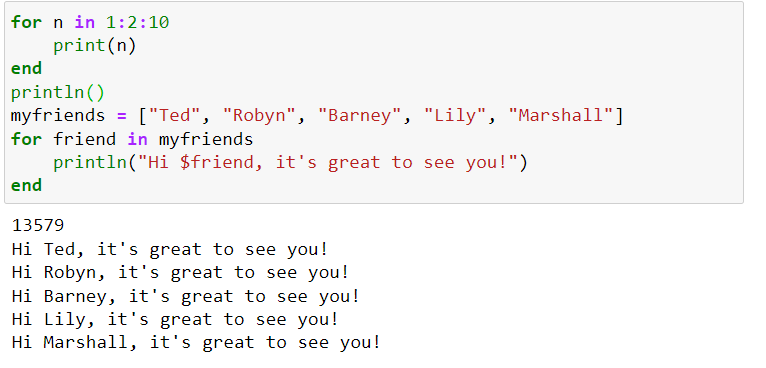 for n in 1:2:10
    print(n)
end
println()
myfriends = ["Ted", "Robyn", "Barney", "Lily", "Marshall"]
for friend in myfriends
    println("Hi $friend, it's great to see you!")
end
13579
Hi Ted, it's great to see you!
Hi Robyn, it's great to see you!
Hi Barney, it's great to see you!
Hi Lily, it's great to see you!
Hi Marshall, it's great to see you!